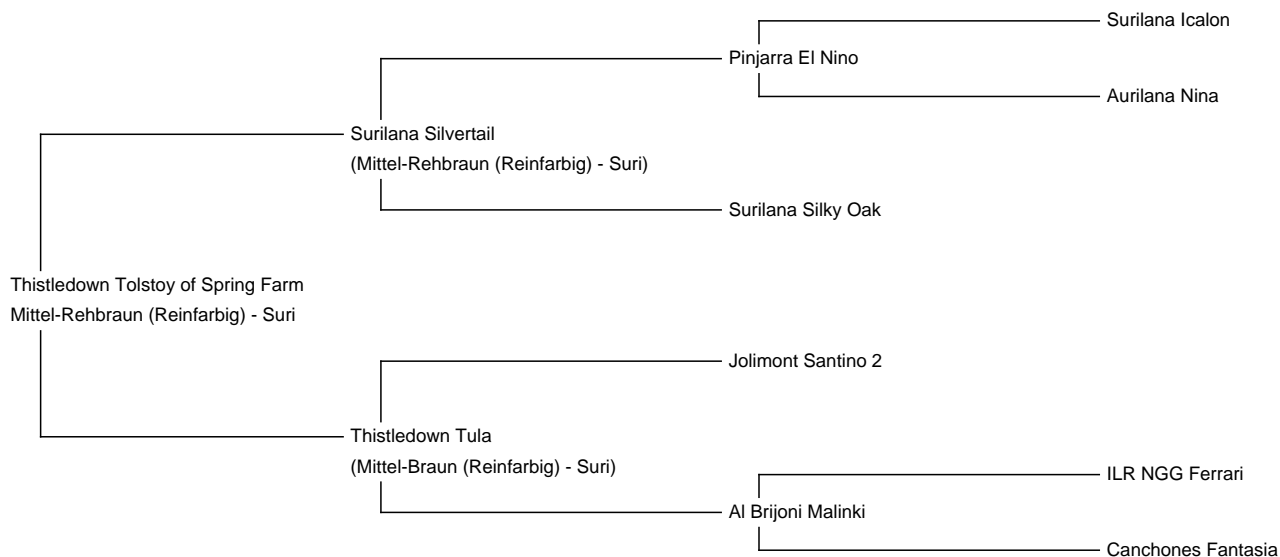 Surilana Icalon
Pinjarra El Nino
Aurilana Nina
Surilana Silvertail
(Mittel-Rehbraun (Reinfarbig) - Suri)
Surilana Silky Oak
Thistledown Tolstoy of Spring Farm
Mittel-Rehbraun (Reinfarbig) - Suri
Jolimont Santino 2
Thistledown Tula
(Mittel-Braun (Reinfarbig) - Suri)
ILR NGG Ferrari
Al Brijoni Malinki
Canchones Fantasia